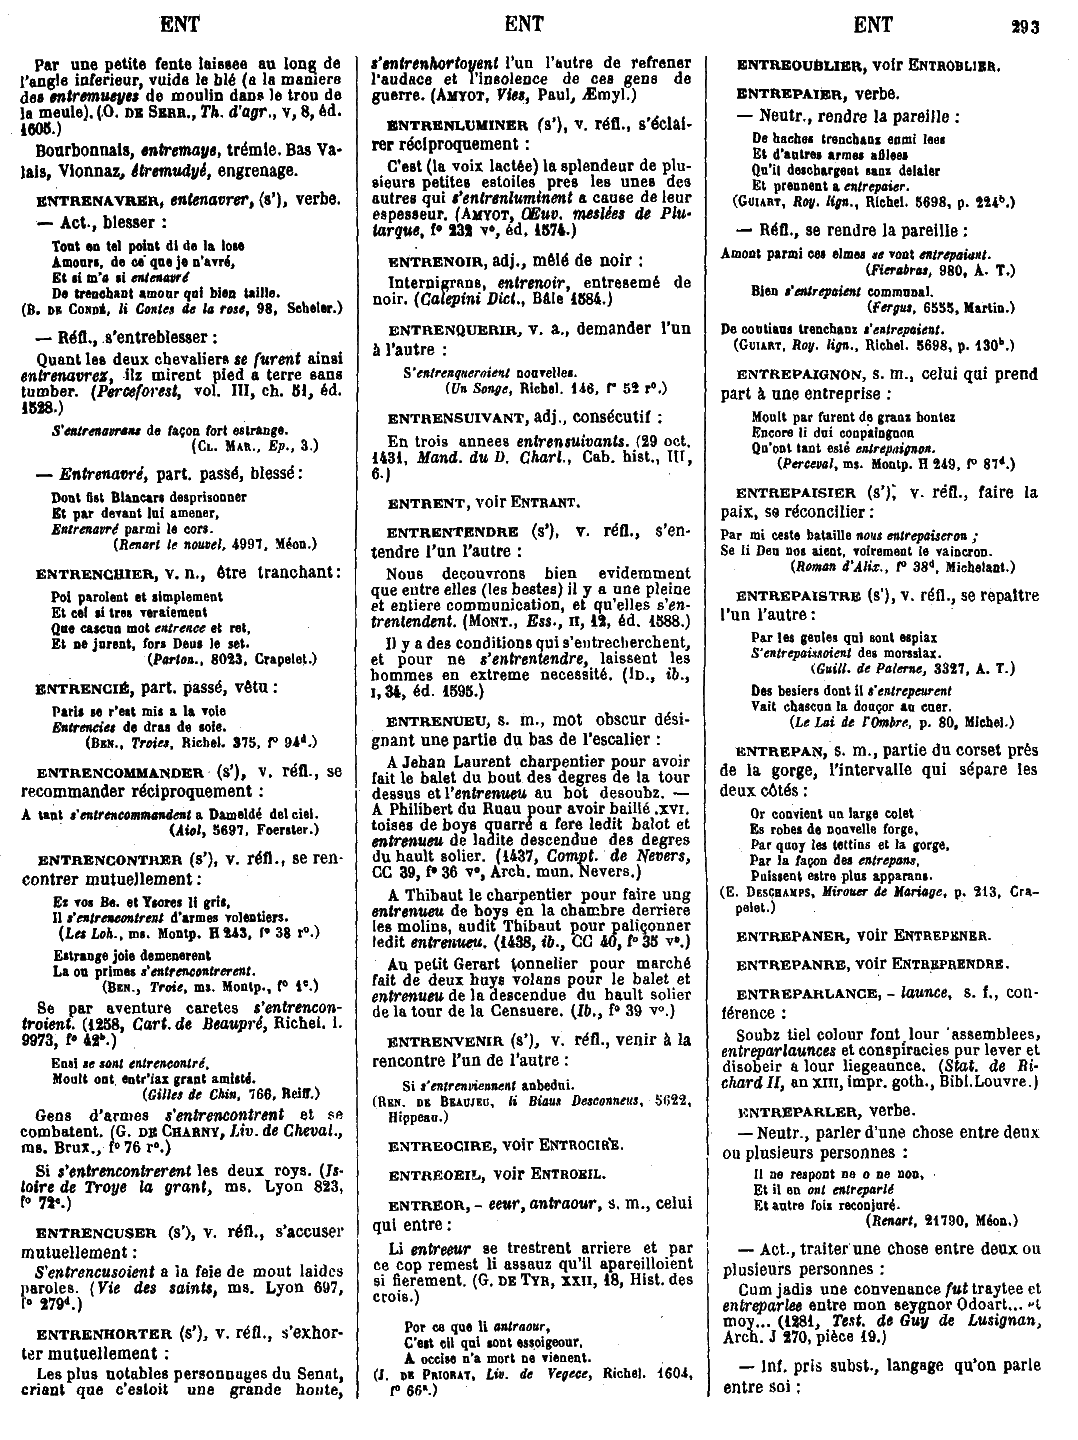 ENT
ENT
ENT
293
Par une petite fente laissee au long de
l'angle inferieur, vuide le blé (a la maniere
des entremueyes de moulin dans le trou de
la meule). (O. DE SERR., Th. d'agr., v, 8, éd.
1605.)
Bourbonnais, entremaye, trémie. Bas Va-
lais, Vionnaz, étremudyé, engrenage.
ENTRENAVRER, entenavrer, (s'), verbe.
— Act., blesser :
Tout en tel point di de la lose
Amours, de ce que je n'avré,
Et si m'a si entenavré
De trenchant amour qui bien taille.
(B. DE CONDÉ, li Contes de la rose, 98, Scheler.)
— Réfl., s'entreblesser :
Quant les deux chevaliers se furent ainsi
entrenavrez, ilz mirent pied a terre sans
tumber. (Perceforest, vol. III, ch. 51, éd.
1528.)
S'entrenavrans de façon fort estrange.
(CL. MAR., Ep., 3.)
— Entrenavré, part. passé, blessé :
Dont fist Blancars desprisonner
Et par devant lui amener,
Entrenavré parmi le cors.
(Renart le nouvel, 4997, Méon.)
ENTRENCHIER, v. n., être tranchant :
Poi parolent et simplement
Et cel si tres veraiement
Que cascun mot entrence et ret,
Et ne jurent, fors Deus le set.
(Parton., 8023, Crapelet.)
ENTRENCIÉ, part. passé, vêtu :
Paris se r'est mis a la voie
Entrencies de dras de soie.
(BEN., Troies, Richel. 375, f° 94ᵈ.)
ENTRENCOMMANDER (s'), v. réfl., se
recommander réciproquement :
A tant s'entrencommandent a Dameldé del ciel.
(Aiol, 5697, Foerster.)
ENTRENCONTRER (s'), v. réfl., se ren-
contrer mutuellement :
Ez vos Be. et Ysores li gris,
Il s'entrencontrent d'armes volentiers.
(Les Loh., ms. Montp. H 243, f° 38 r°.)
Estrange joie demenerent
La ou primes s'entrencontrerent.
(BEN., Troie, ms. Montp., f° 1ᶜ.)
Se par aventure caretes s'entrencon-
troient. (1258, Cart. de Beaupré, Richel. l.
9973, f° 42ᵇ.)
Ensi se sont entrencontré,
Moult ont entr'iax grant amisté.
(Gilles de Chin, 766, Reiff.)
Gens d'armes s'entrencontrent et se
combatent. (G. DE CHARNY, Liv. de Cheval.,
ms. Brux., f° 76 r°.)
Si s'entrencontrerent les deux roys. (Is-
toire de Troye la grant, ms. Lyon 823,
f° 72ᶜ.)
ENTRENCUSER (s'), v. réfl., s'accuser
mutuellement :
S'entrencusoient a la feie de mout laides
paroles. (Vie des saints, ms. Lyon 697,
f° 279ᵈ.)
ENTRENHORTER (s'), v. réfl., s'exhor-
ter mutuellement :
Les plus notables personnages du Senat,
criant que c'estoit une grande honte,
s'entrenhortoyent l'un l'autre de refrener
l'audace et l'insolence de ces gens de
guerre. (AMYOT, Vies, Paul, Æmyl.)
ENTRENLUMINER (s'), v. réfl., s'éclai-
rer réciproquement :
C'est (la voix lactée) la splendeur de plu-
sieurs petites estoiles pres les unes des
autres qui s'entrenluminent a cause de leur
espesseur. (AMYOT, Œuv. meslées de Plu-
tarque, f° 232 v°, éd. 1574.)
ENTRENOIR, adj., mêlé de noir :
Internigrans, entrenoir, entresemé de
noir. (Calepini Dict., Bâle 1584.)
ENTRENQUERIR, v. a., demander l'un
à l'autre :
S'entrenqueroient nouvelles.
(Un Songe, Richel. 146, f° 52 r°.)
ENTRENSUIVANT, adj., consécutif :
En trois annees entrensuivants. (29 oct.
1431, Mand. du D. Charl., Cab. hist., III,
6.)
ENTRENT, voir ENTRANT.
ENTRENTENDRE (s'), v. réfl., s'en-
tendre l'un l'autre :
Nous decouvrons bien evidemment
que entre elles (les bestes) il y a une pleine
et entiere communication, et qu'elles s'en-
trentendent. (MONT., Ess., II, 12, éd. 1588.)
Il y a des conditions qui s'entrecherchent,
et pour ne s'entrentendre, laissent les
hommes en extreme necessité. (ID., ib.,
I, 34, éd. 1595.)
ENTRENUEU, s. m., mot obscur dési-
gnant une partie du bas de l'escalier :
A Jehan Laurent charpentier pour avoir
fait le balet du bout des degres de la tour
dessus et l'entrenueu au bot desoubz. —
A Philibert du Ruau pour avoir baillé .XVI.
toises de boys quarré a fere ledit balot et
entrenueu de ladite descendue des degres
du hault solier. (1437, Compt. de Nevers,
CC 39, f° 36 v°, Arch. mun. Nevers.)
A Thibaut le charpentier pour faire ung
entrenueu de boys en la chambre derriere
les molins, audit Thibaut pour paliçonner
ledit entrenueu. (1438, ib., CC 40, f° 35 v°.)
Au petit Gerart tonnelier pour marché
fait de deux huys volans pour le balet et
entrenueu de la descendue du hault solier
de la tour de la Censuere. (Ib., f° 39 v°.)
ENTRENVENIR (s'), v. réfl., venir à la
rencontre l'un de l'autre :
Si s'entrenviennent anbedui.
(REN. DE BEAUJEU, li Biaus Desconneus, 5622,
Hippeau.)
ENTREOCIRE, voir ENTROCIRE.
ENTREOEIL, voir ENTROEIL.
ENTREOR, - eeur, antraour, s. m., celui
qui entre :
Li entreeur se trestrent arriere et par
ce cop remest li assauz qu'il apareilloient
si fierement. (G. DE TYR, XXII, 18, Hist. des
crois.)
Por ce que li antraour,
C'est cil qui sont essoigeour,
A occise n'a mort ne vienent.
(J. DE PRIORAT, Liv. de Vegece, Richel. 1604,
f° 66ᵃ.)
ENTREOUBLIER, voir ENTROBLIER.
ENTREPAIER, verbe.
— Neutr., rendre la pareille :
De haches trenchanz enmi lees
Et d'autres armes afilees
Qu'il deschargent sanz delaier
Et prennent a entrepaier.
(GUIART, Roy. lign., Richel. 5698, p. 224ᵇ.)
— Réfl., se rendre la pareille :
Amont parmi ces elmes se vont entrepaiant.
(Fierabras, 980, A. T.)
Bien s'entrepaient communal.
(Fergus, 6555, Martin.)
De coutiaus trenchanz s'entrepaient.
(GUIART, Roy. lign., Richel. 5698, p. 130ᵇ.)
ENTREPAIGNON, s. m., celui qui prend
part à une entreprise :
Moult par furent de granz bontez
Encore li dui conpaingnon
Qu'ont tant esté entrepaignon.
(Perceval, ms. Montp. H 249, f° 87ᵈ.)
ENTREPAISIER (s'), v. réfl., faire la
paix, se réconcilier :
Par mi ceste bataille nous entrepaiseron ;
Se li Deu nos aient, voirement le vaincron.
(Roman d'Alix., f° 38ᵈ, Michelant.)
ENTREPAISTRE (s'), v. réfl., se repaître
l'un l'autre :
Par les geules qui sont espiax
S'entrepaissoient des morsiax.
(Guill. de Palerne, 3327, A. T.)
Des besiers dont il s'entrepeurent
Vait chascun la douçor au cuer.
(Le Lai de l'Ombre, p. 80, Michel.)
ENTREPAN, s. m., partie du corset près
de la gorge, l'intervalle qui sépare les
deux côtés :
Or convient un large colet
Es robes de nouvelle forge,
Par quoy les tettins et la gorge,
Par la façon des entrepans,
Puissent estre plus apparans.
(E. DESCHAMPS, Mirouer de Mariage, p. 213, Cra-
pelet.)
ENTREPANER, voir ENTREPENER.
ENTREPANRE, voir ENTREPRENDRE.
ENTREPARLANCE, - launce, s. f., con-
férence :
Soubz tiel colour font lour assemblees,
entreparlaunces et conspiracies pur lever et
disobeir a lour liegeaunce. (Stat. de Ri-
chard II, an XIII, impr. goth., Bibl. Louvre.)
ENTREPARLER, verbe.
— Neutr., parler d'une chose entre deux
ou plusieurs personnes :
Il ne respont ne o ne non,
Et il en ont entreparlé
Et autre foiz reconjuré.
(Renart, 21790, Méon.)
— Act., traiter une chose entre deux ou
plusieurs personnes :
Cum jadis une convenance fut traytee et
entreparlee entre mon seygnor Odoart... et
moy... (1281, Test. de Guy de Lusignan,
Arch. J 270, pièce 19.)
— Inf. pris subst., langage qu'on parle
entre soi :